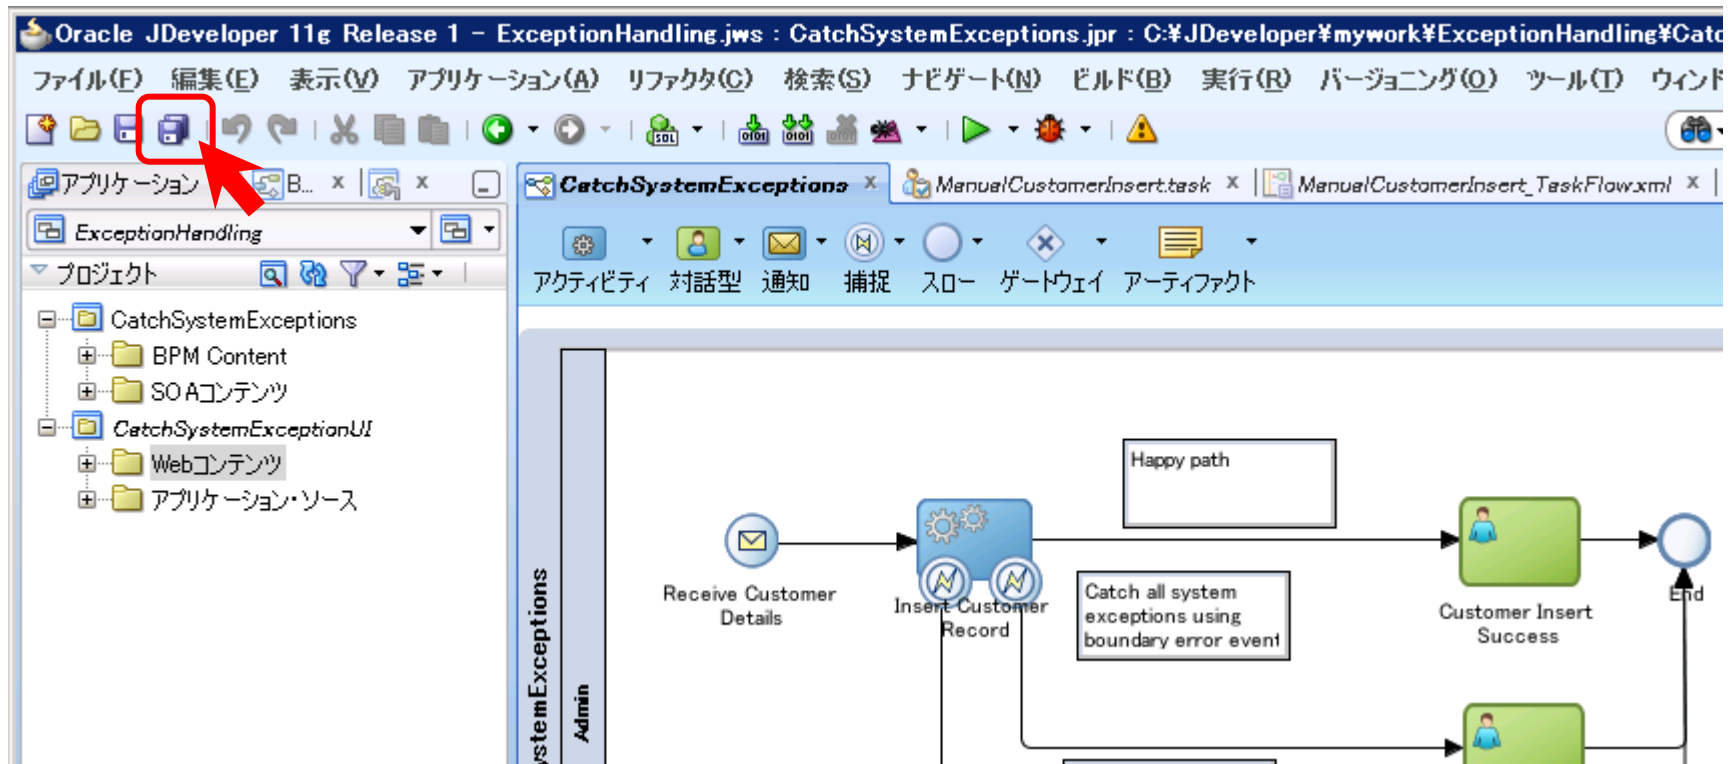 Oracle JDeveloper 11g Release 1 - ExceptionHandling.jws : CatchSystemExceptions.jpr : C:¥JDeveloper¥mywork¥ExceptionHandling¥Catc
ファイル(F) 編集(E) 表示(V) アプリケーション(A) リファクタ(C) 検索(S) ナビゲート(N) ビルド(B) 実行(R) バージョニング(O) ツール(T) ウィンド
アプリケーション B... x x CatchSystemExceptions x ManualCustomerInsert.task x ManualCustomerInsert_TaskFlow.xml x
ExceptionHandling
プロジェクト
アクティビティ 対話型 通知 捕捉 スロー ゲートウェイ アーティファクト
CatchSystemExceptions
BPM Content
SOAコンテンツ
CatchSystemExceptionUI
Webコンテンツ
アプリケーション・ソース
Happy path
Receive Customer
Details
Insert Customer
Record
Catch all system
exceptions using
boundary error event
Customer Insert
Success
End
ystemExceptions
Admin